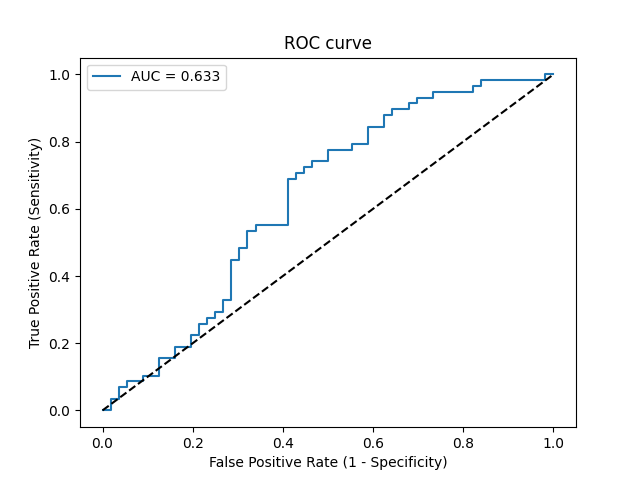 ROC curve
AUC = 0.633
1.0
0.8
0.6
0.4
0.2
0.0
True Positive Rate (Sensitivity)
0.0 0.2 0.4 0.6 0.8 1.0
False Positive Rate (1 - Specificity)